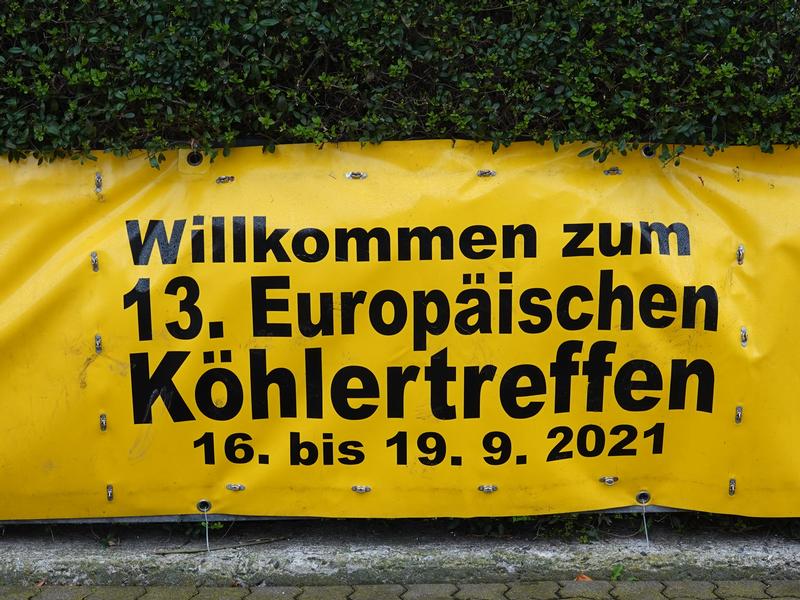 Willkommen zum
13. Europäischen
Köhlertreffen
16. bis 19. 9. 2021